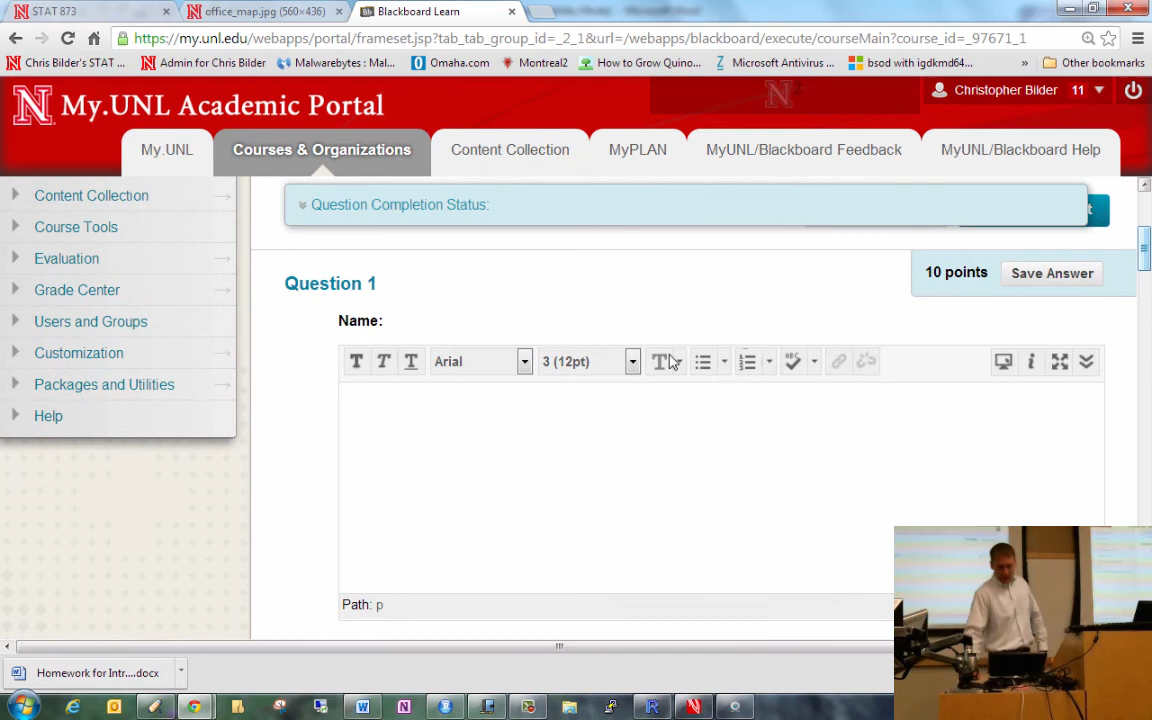 STAT 873
office_map.jpg (560×436)
Blackboard Learn
https://my.unl.edu/webapps/portal/frameset.jsp?tab_tab_group_id=_2_1&url=/webapps/blackboard/execute/courseMain?course_id=_97671_1
Chris Bilder's STAT ...
Admin for Chris Bilder
Malwarebytes : Mal...
Omaha.com
Montreal2
How to Grow Quino...
Microsoft Antivirus ...
bsod with igdkmd64...
»
Other bookmarks
N My.UNL Academic Portal
Christopher Bilder 11
My.UNL
Courses & Organizations
Content Collection
MyPLAN
MyUNL/Blackboard Feedback
MyUNL/Blackboard Help
Content Collection
Course Tools
Evaluation
Grade Center
Users and Groups
Customization
Packages and Utilities
Help
Question Completion Status:
Question 1
10 points
Save Answer
Name:
T T T Arial 3 (12pt) T
Path: p
Homework for Intr....docx